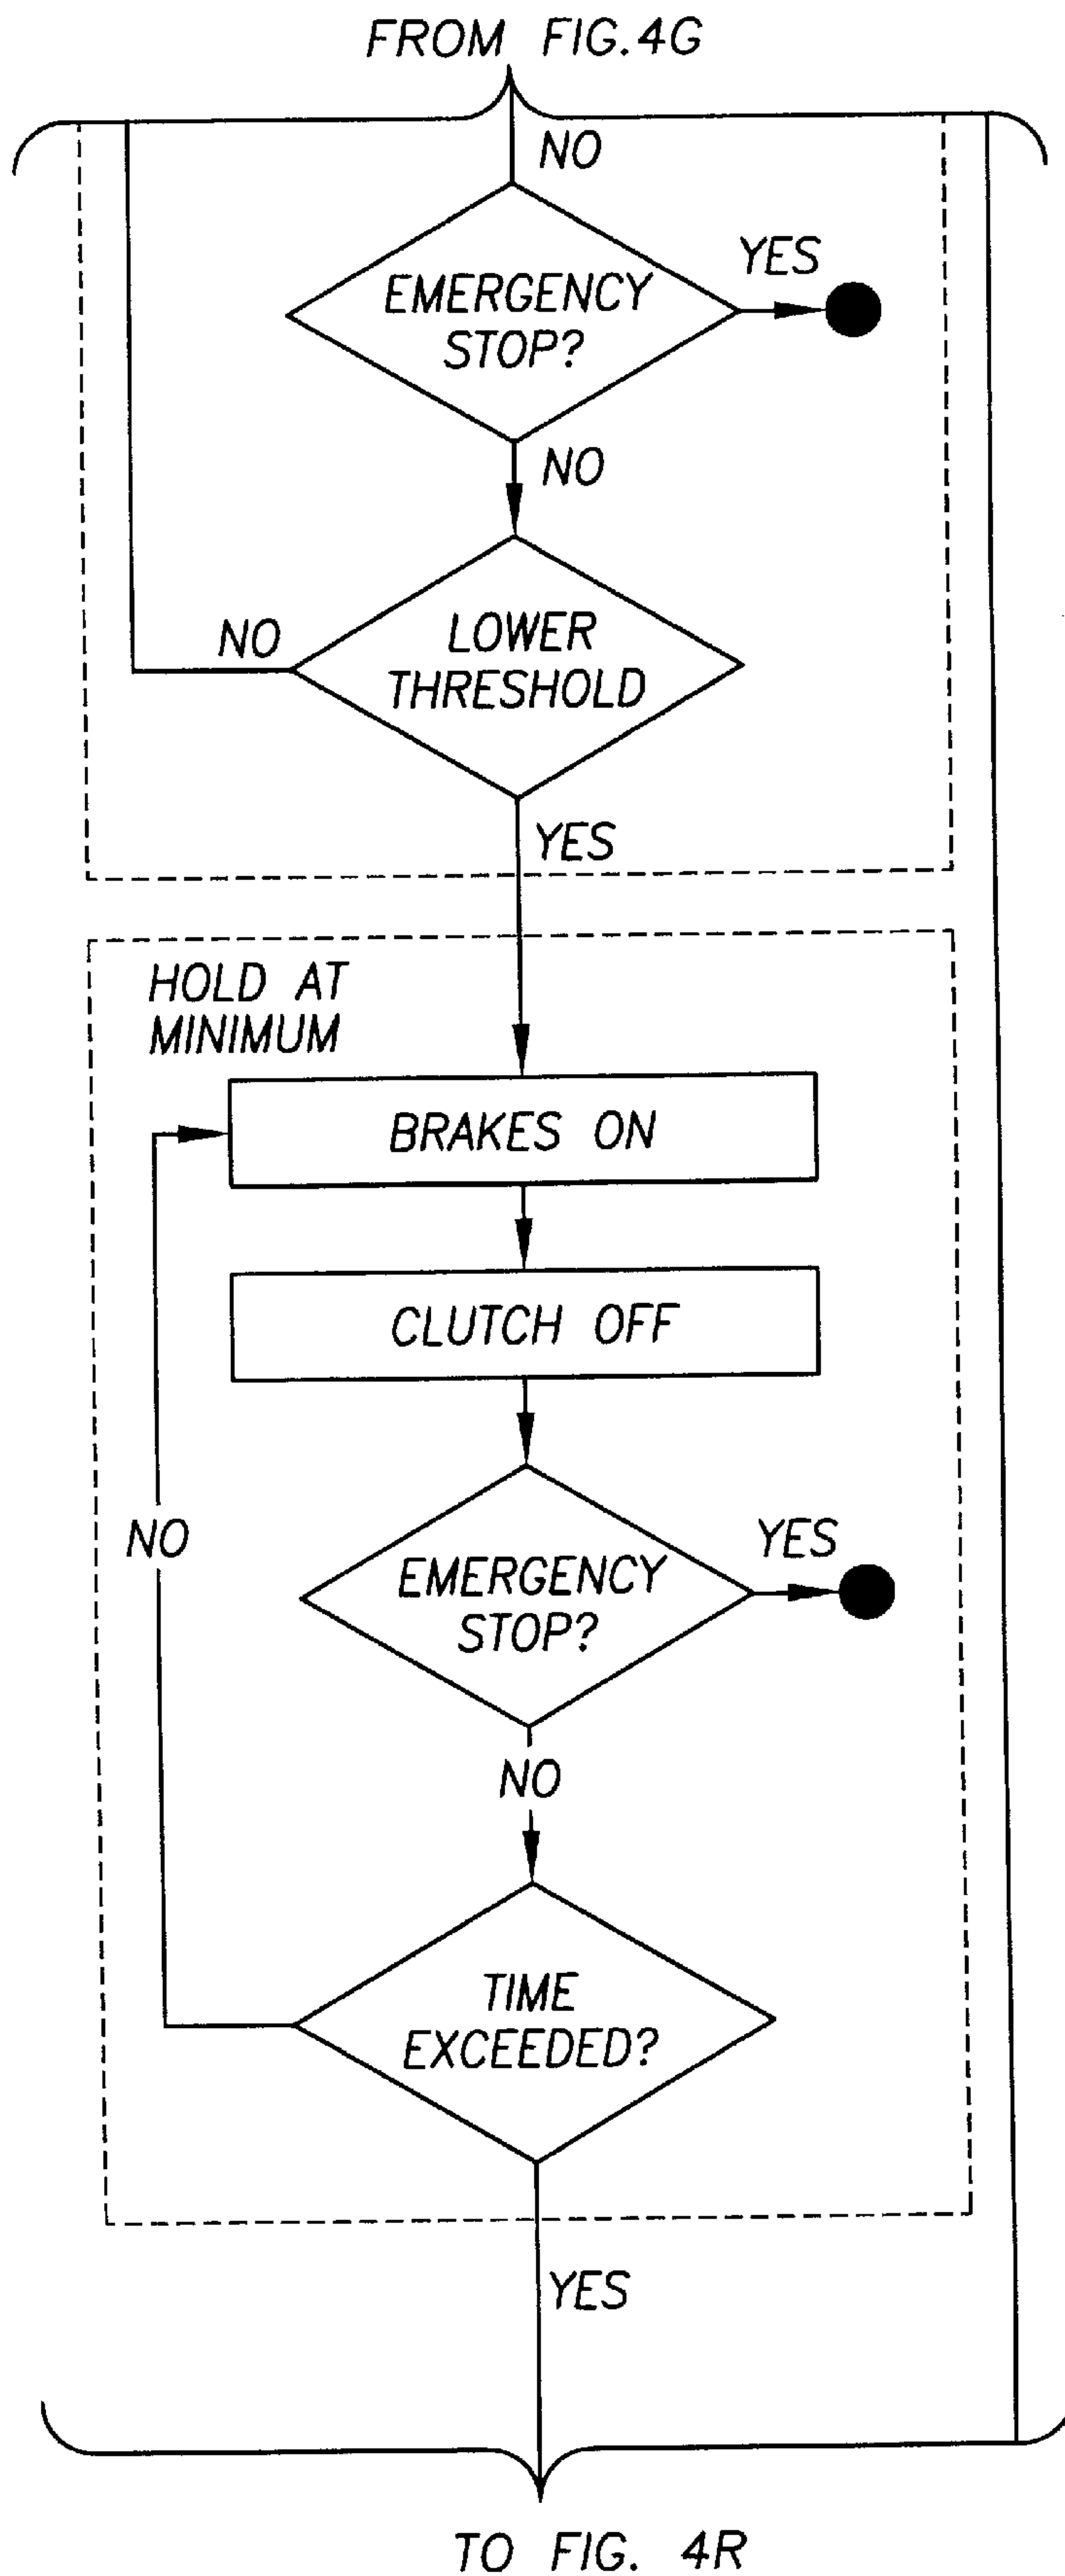 FROM FIG.4G
NO
YES
EMERGENCY
STOP?
NO
NO
LOWER
THRESHOLD
YES
HOLD AT
MINIMUM
BRAKES ON
CLUTCH OFF
NO
YES
EMERGENCY
STOP?
NO
TIME
EXCEEDED?
YES
TO FIG. 4R